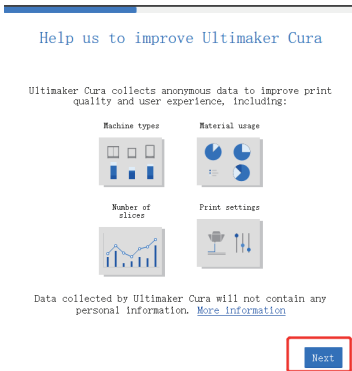 Help us to improve Ultimaker Cura
Ultimaker Cura collects anonymous data to improve print
quality and user experience, including:
Machine types
Material usage
Number of
slices
Print settings
Data collected by Ultimaker Cura will not contain any
personal information. More information
Next